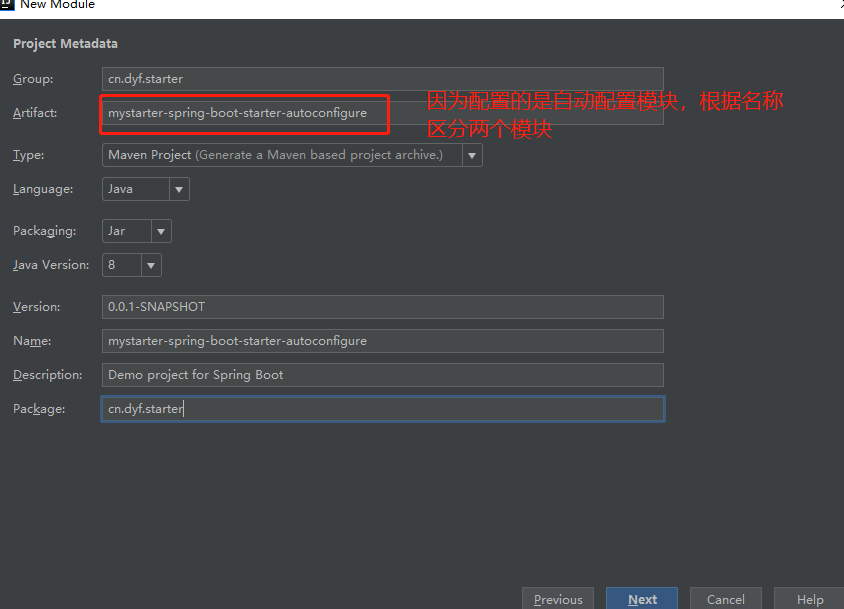 New Module
Project Metadata
Group: cn.dyf.starter
Artifact: mystarter-spring-boot-starter-autoconfigure
因为配置的是自动配置模块，根据名称
区分两个模块
Type: Maven Project (Generate a Maven based project archive.)
Language: Java
Packaging: Jar
Java Version: 8
Version: 0.0.1-SNAPSHOT
Name: mystarter-spring-boot-starter-autoconfigure
Description: Demo project for Spring Boot
Package: cn.dyf.starter
Previous Next Cancel Help